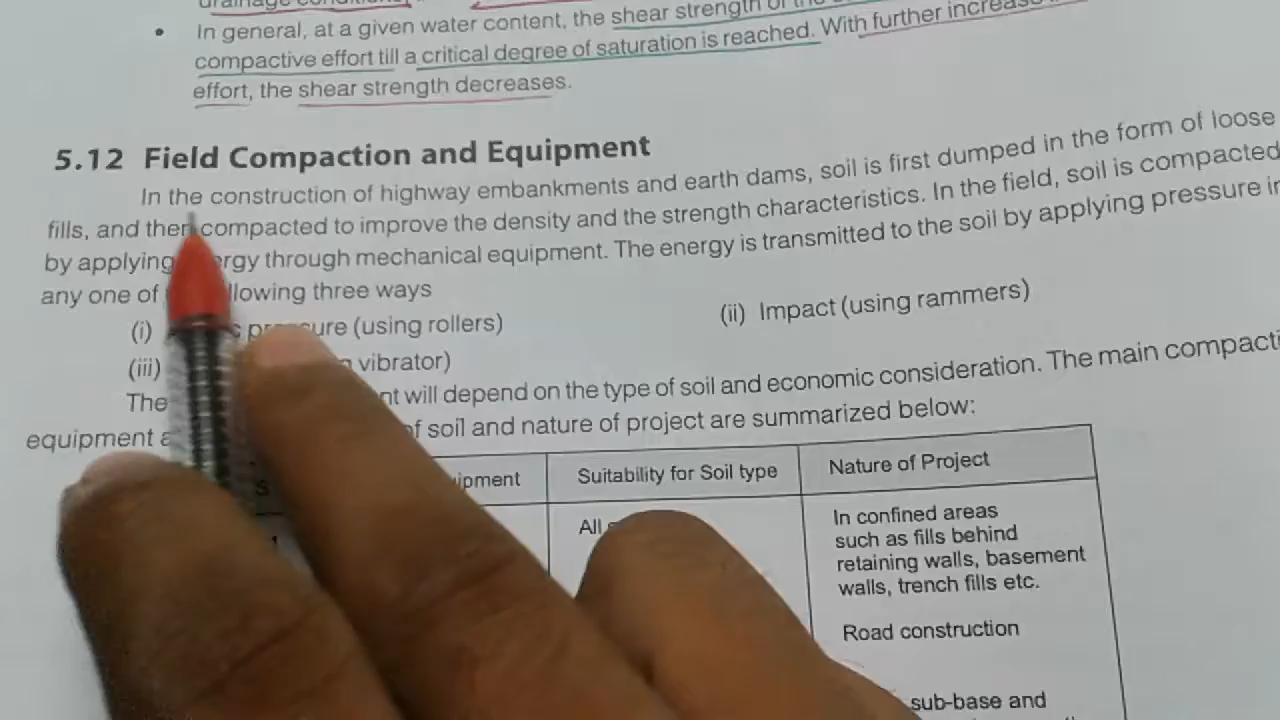 drainage conditions,
• In general, at a given water content, the shear strength of the
compactive effort till a critical degree of saturation is reached. With further increase
effort, the shear strength decreases.
5.12 Field Compaction and Equipment
In the construction of highway embankments and earth dams, soil is first dumped in the form of loose
fills, and then compacted to improve the density and the strength characteristics. In the field, soil is compacted
by applying through mechanical equipment. The energy is transmitted to the soil by applying pressure in
any one of three ways
(i) (using rollers) (ii) Impact (using rammers)
(iii) vibrator)
The will depend on the type of soil and economic consideration. The main
equipment of soil and nature of project are summarized below:
Suitability for Soil type Nature of Project
All In confined areas
such as fills behind
retaining walls, basement
walls, trench fills etc.
Road construction
sub-base and